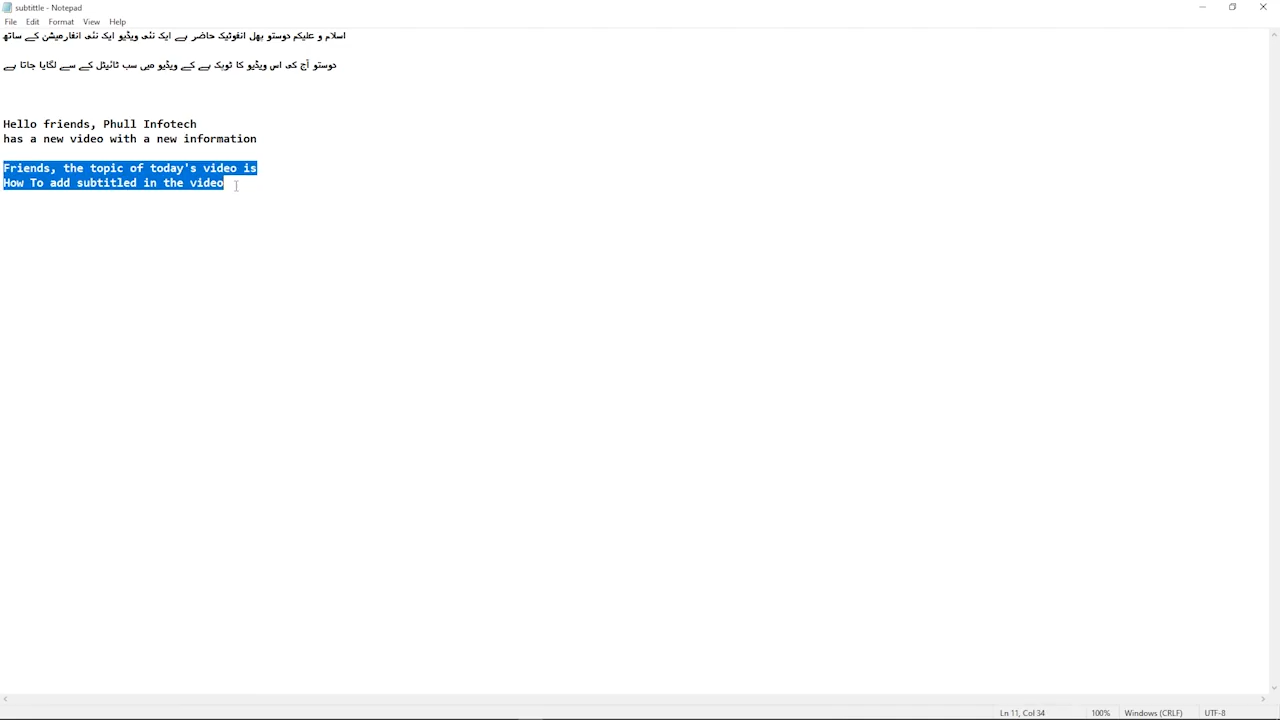 subtittle - Notepad
File Edit Format View Help
اسلام و علیکم دوستو پھل انفوٹیک حاضر ہے ایک نئی ویڈیو ایک نئی انفارمیشن کے ساتھ
دوستو آج کی اس ویڈیو کا ٹوپک ہے کے ویڈیو میں سب ٹائیٹل کے سے لگایا جاتا ہے
Hello friends, Phull Infotech
has a new video with a new information
Friends, the topic of today's video is
How To add subtitled in the video
Ln 11, Col 34 100% Windows (CRLF) UTF-8